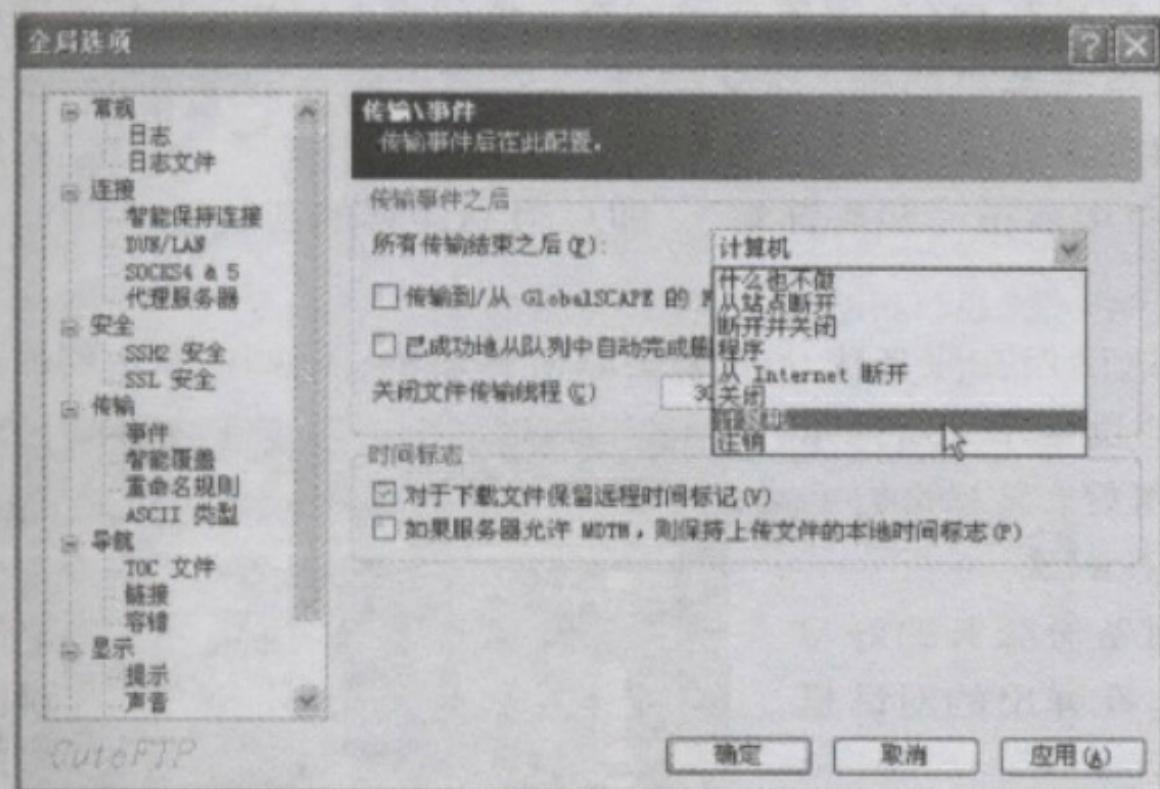 全局选项
常规
日志
日志文件
连接
智能保持连接
DUN/LAN
SOCKS4 & 5
代理服务器
安全
SSH2 安全
SSL 安全
传输
事件
智能覆盖
重命名规则
ASCII 类型
导航
TOC 文件
链接
容错
显示
提示
声音
传输\事件
传输事件后在此配置。
传输事件之后
所有传输结束之后(F):
计算机
什么也不做
从站点断开
断开并关闭
程序
从 Internet 断开
关闭
注销
传输到/从 GlobalSCAPE 的
已成功地从队列中自动完成删
关闭文件传输线程(C)
30
时间标志
对于下载文件保留远程时间标记(V)
如果服务器允许 MDTM，则保持上传文件的本地时间标志(P)
CuteFTP
确定
取消
应用(A)